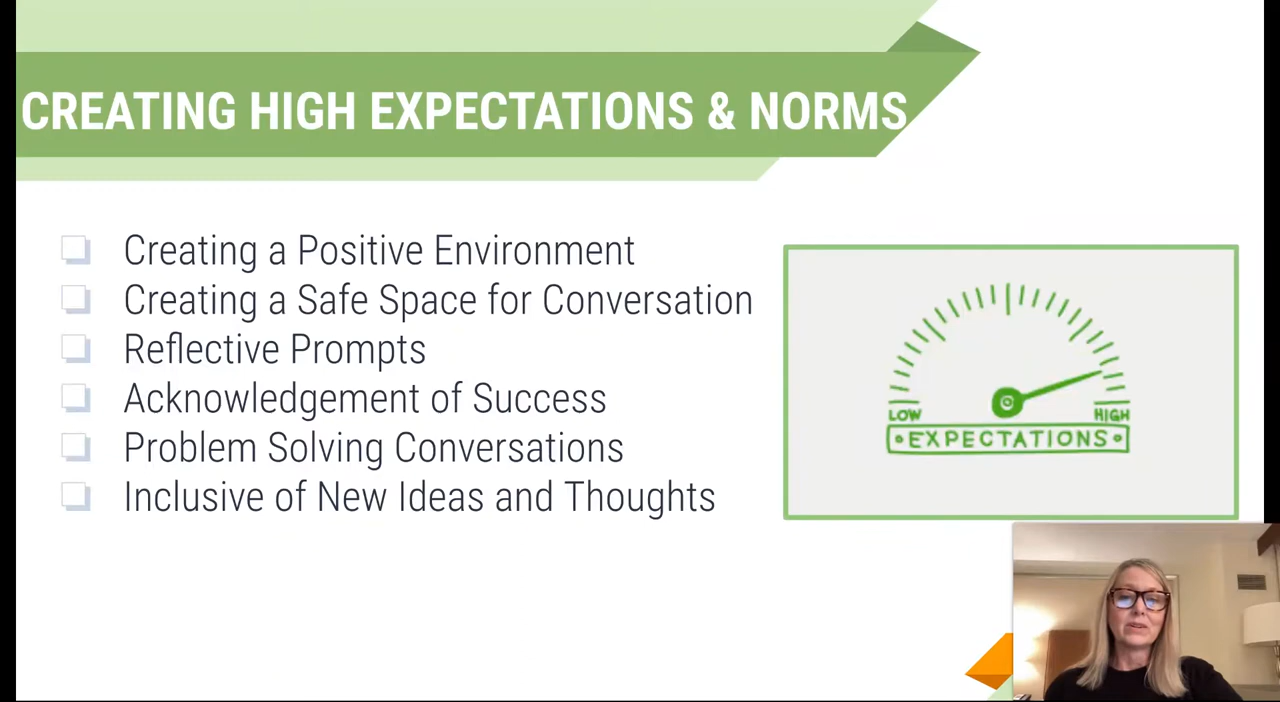 CREATING HIGH EXPECTATIONS & NORMS
Creating a Positive Environment
Creating a Safe Space for Conversation
Reflective Prompts
Acknowledgement of Success
Problem Solving Conversations
Inclusive of New Ideas and Thoughts
LOW HIGH
EXPECTATIONS